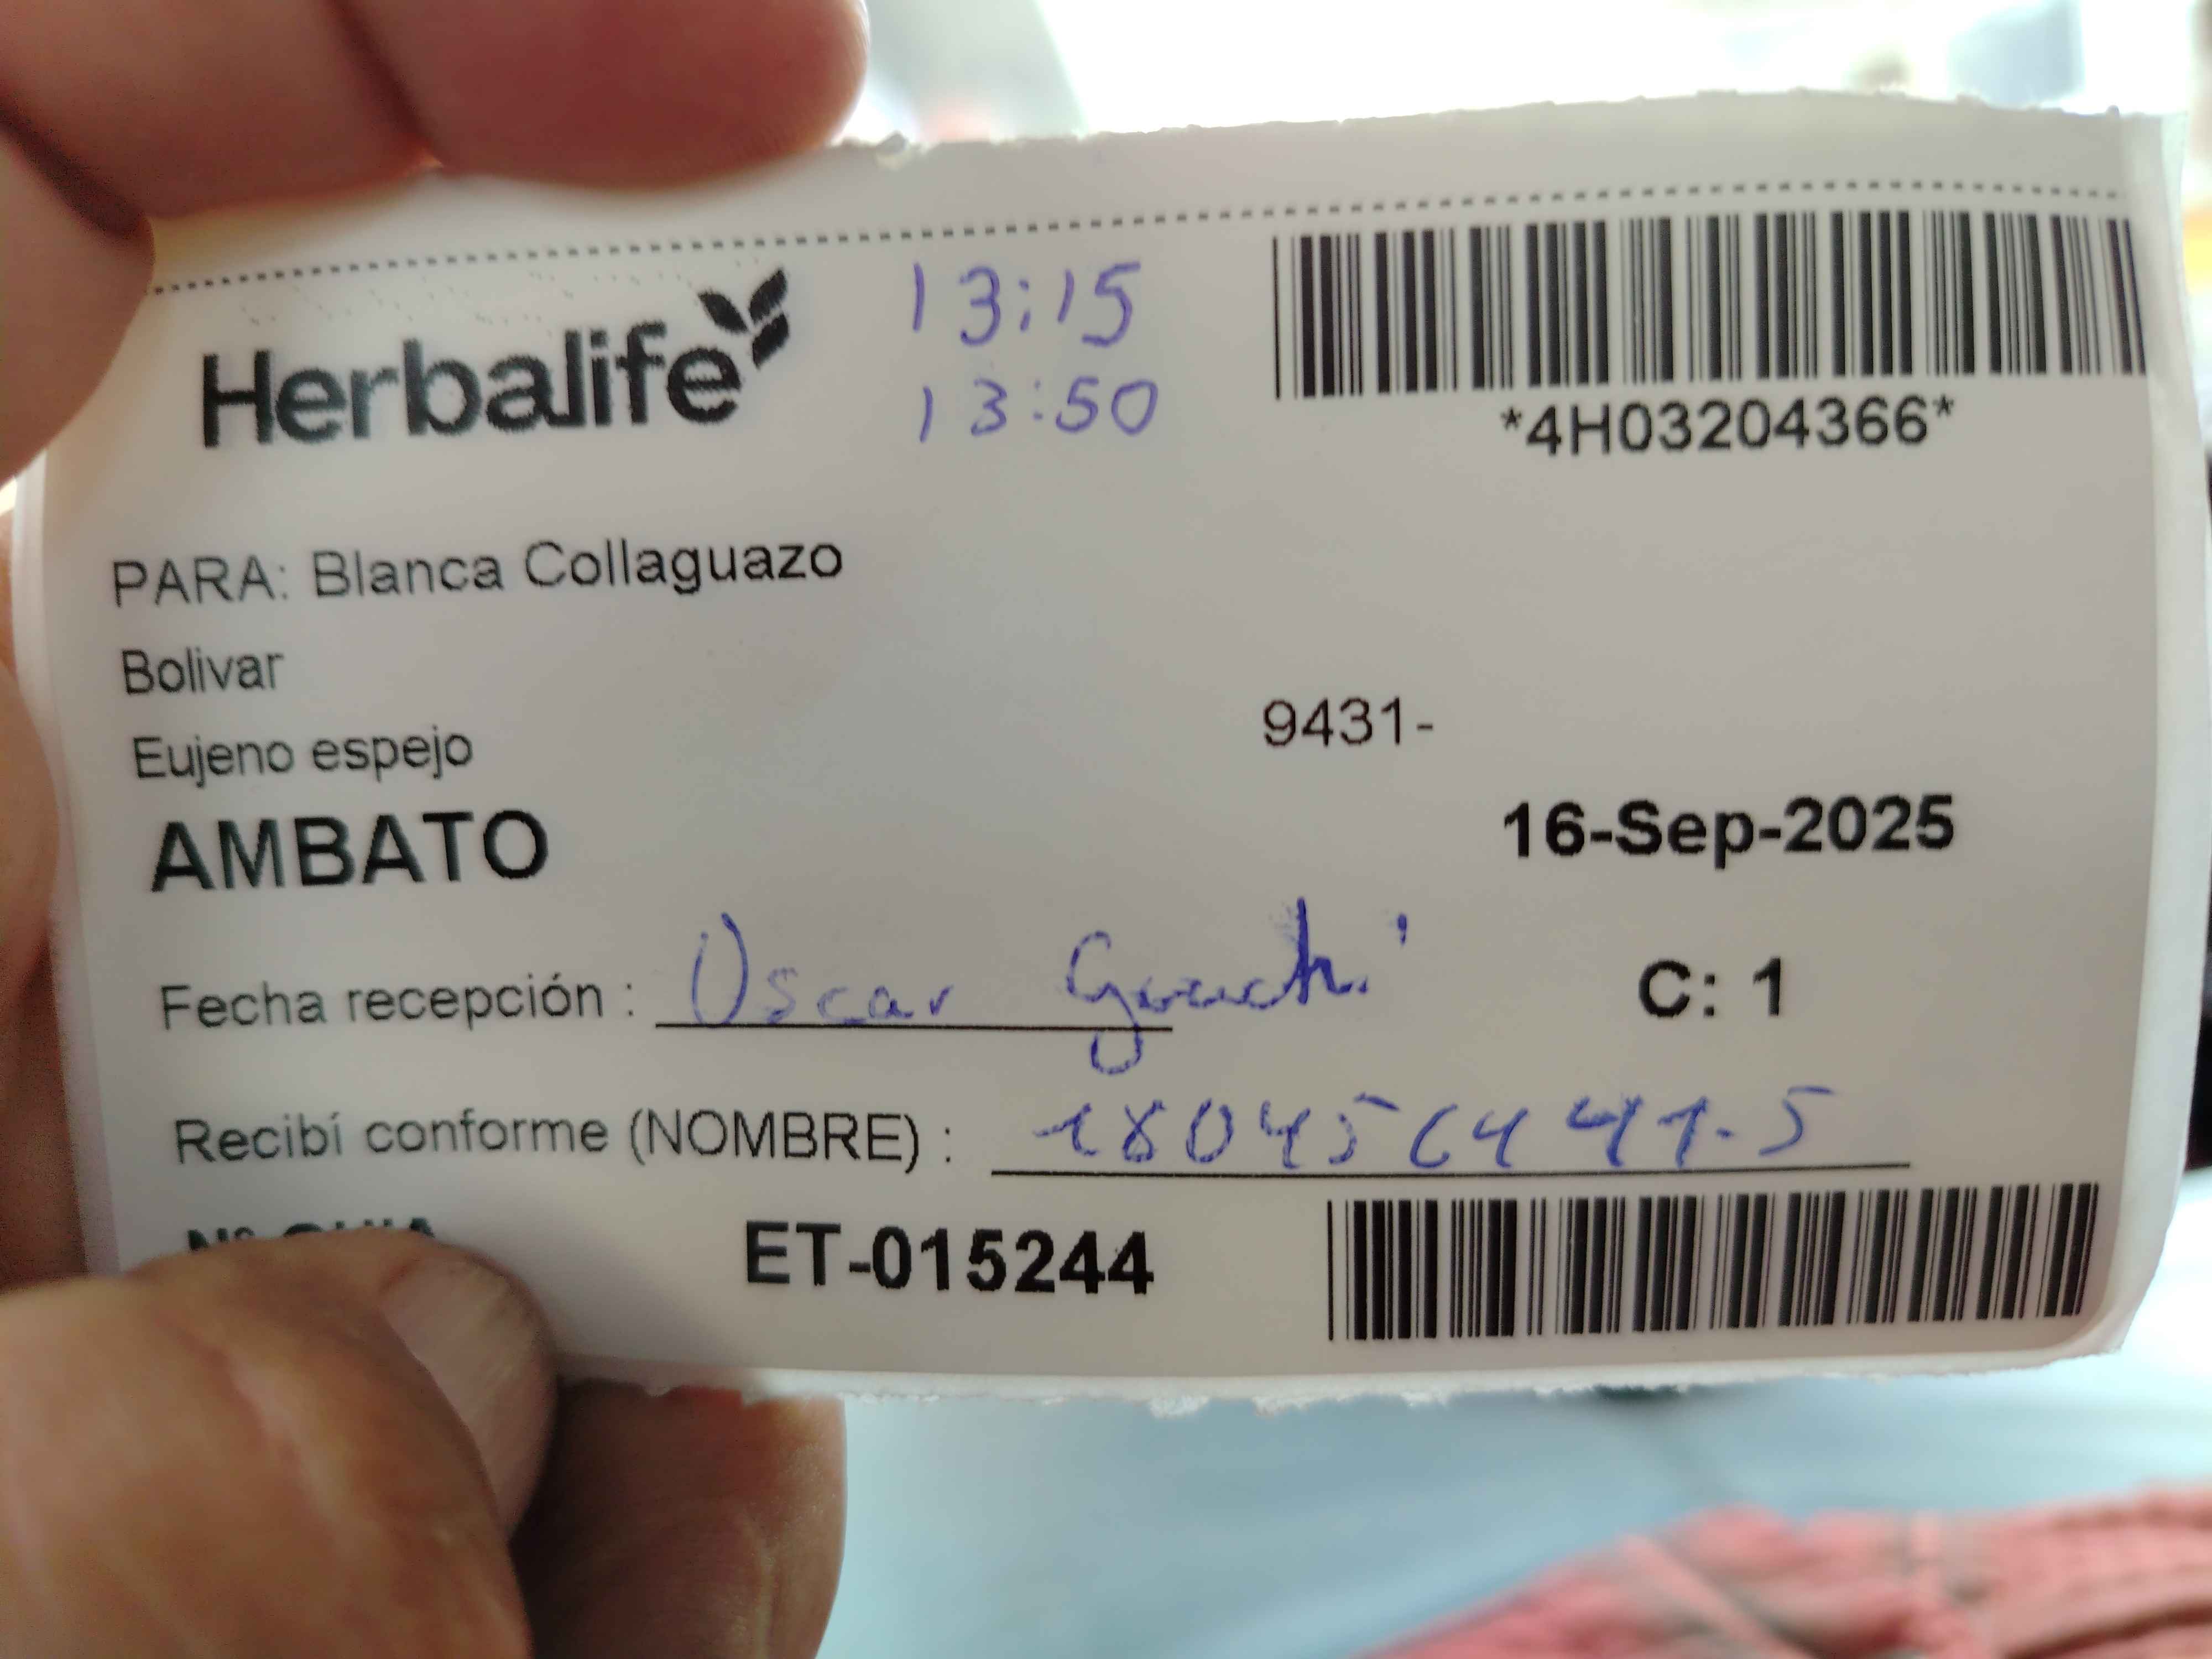 Herbalife
13:15
13:50
*4H03204366*
PARA: Blanca Collaguazo
Bolivar
Eujeno espejo
9431-
AMBATO
16-Sep-2025
Fecha recepción : Oscar
C: 1
Recibí conforme (NOMBRE) :
ET-015244